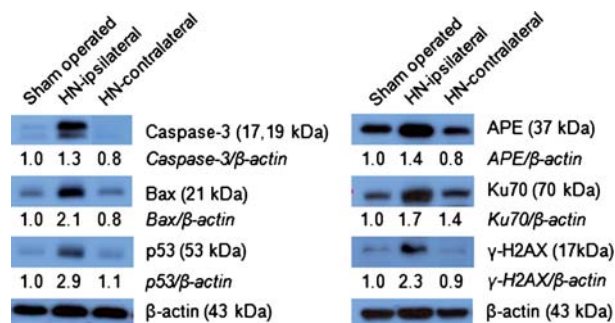 Sham operated
HN-ipsilateral
HN-contralateral
Caspase-3 (17,19 kDa)
1.0 1.3 0.8 Caspase-3/β-actin
Bax (21 kDa)
1.0 2.1 0.8 Bax/β-actin
p53 (53 kDa)
1.0 2.9 1.1 p53/β-actin
β-actin (43 kDa)
Sham operated
HN-ipsilateral
HN-contralateral
APE (37 kDa)
1.0 1.4 0.8 APE/β-actin
Ku70 (70 kDa)
1.0 1.7 1.4 Ku70/β-actin
γ-H2AX (17kDa)
1.0 2.3 0.9 γ-H2AX/β-actin
β-actin (43 kDa)